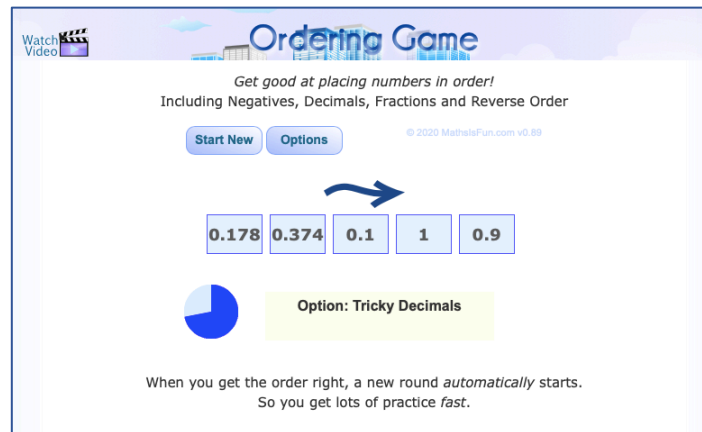 Watch
Video
Ordering Game
Get good at placing numbers in order!
Including Negatives, Decimals, Fractions and Reverse Order
Start New Options © 2020 MathsIsFun.com v0.89
0.178 0.374 0.1 1 0.9
Option: Tricky Decimals
When you get the order right, a new round automatically starts.
So you get lots of practice fast.